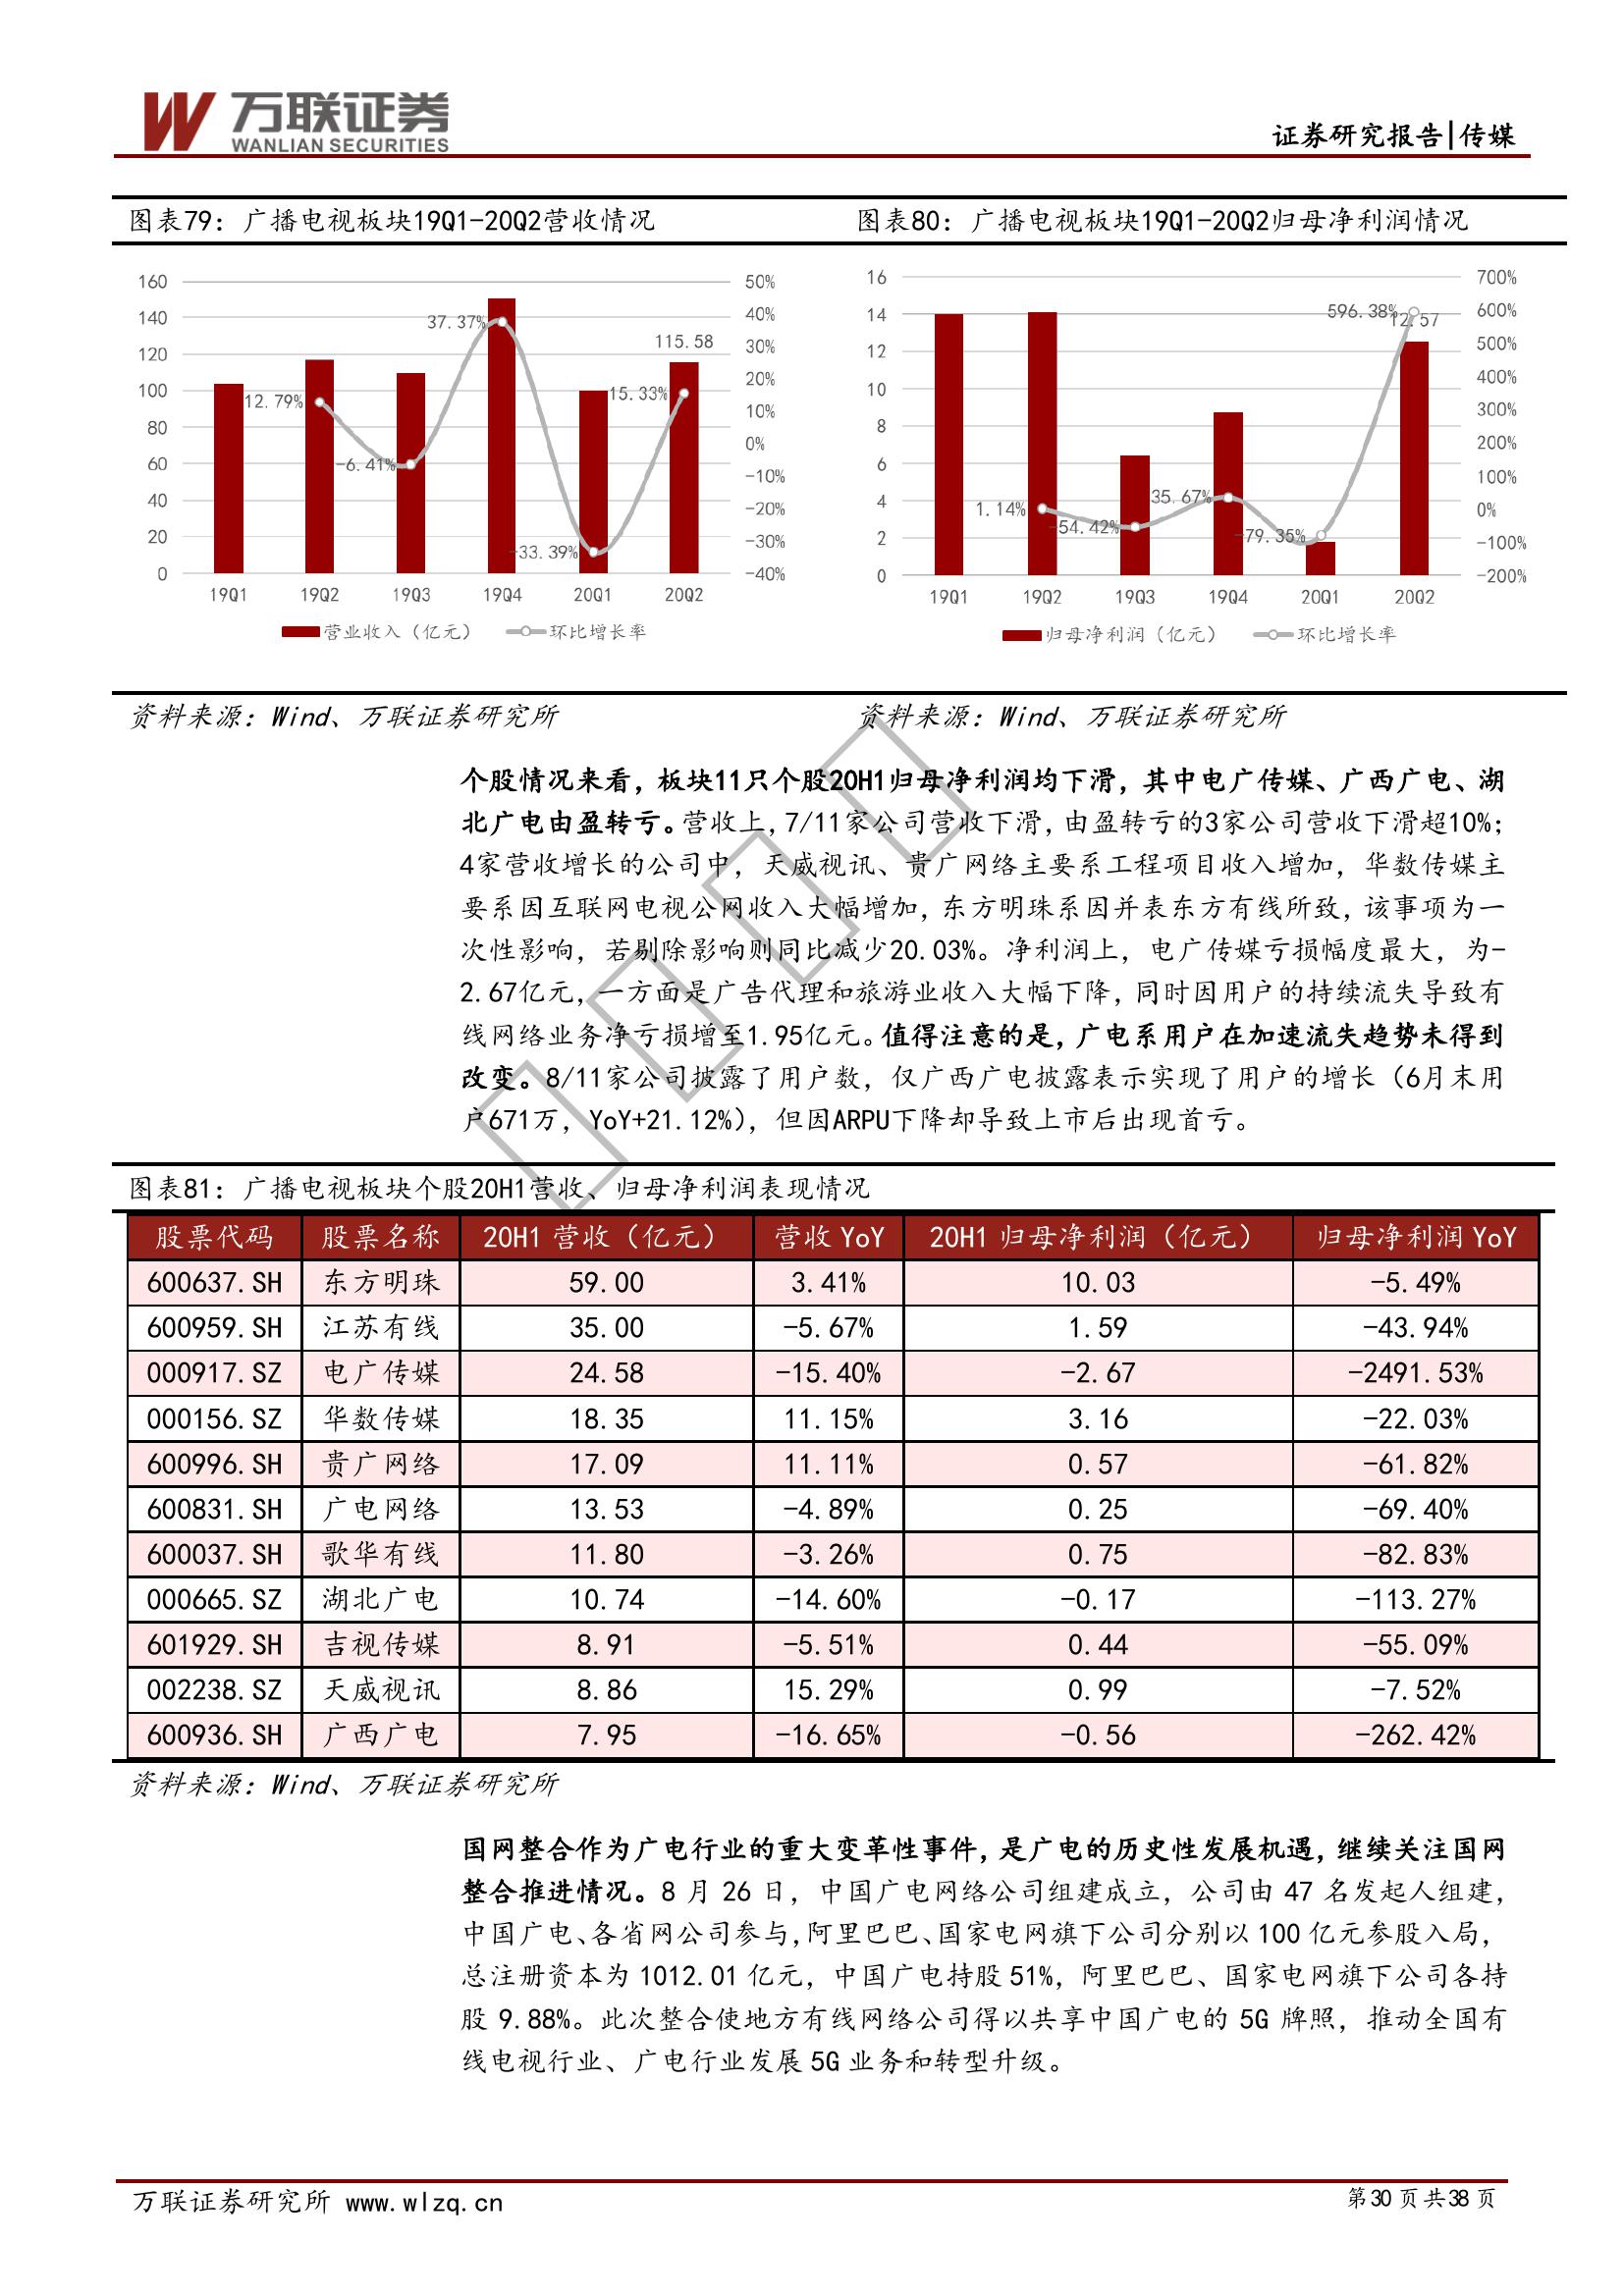 万联证券
WANLIAN SECURITIES
证券研究报告|传媒
图表79：广播电视板块19Q1-20Q2营收情况
图表80：广播电视板块19Q1-20Q2归母净利润情况
160
140
120
100
80
60
40
20
0
50%
40%
30%
20%
10%
0%
-10%
-20%
-30%
-40%
12.79%
-6.41%
37.37%
-33.39%
15.33%
115.58
19Q1 19Q2 19Q3 19Q4 20Q1 20Q2
营业收入（亿元） 环比增长率
16
14
12
10
8
6
4
2
0
700%
600%
500%
400%
300%
200%
100%
0%
-100%
-200%
1.14%
-54.42%
35.67%
-79.35%
596.38%
12.57
19Q1 19Q2 19Q3 19Q4 20Q1 20Q2
归母净利润（亿元） 环比增长率
资料来源：Wind、万联证券研究所
资料来源：Wind、万联证券研究所
个股情况来看，板块11只个股20H1归母净利润均下滑，其中电广传媒、广西广电、湖
北广电由盈转亏。营收上，7/11家公司营收下滑，由盈转亏的3家公司营收下滑超10%；
4家营收增长的公司中，天威视讯、贵广网络主要系工程项目收入增加，华数传媒主
要系因互联网电视公网收入大幅增加，东方明珠系因并表东方有线所致，该事项为一
次性影响，若剔除影响则同比减少20.03%。净利润上，电广传媒亏损幅度最大，为-
2.67亿元，一方面是广告代理和旅游业收入大幅下降，同时因用户的持续流失导致有
线网络业务净亏损增至1.95亿元。值得注意的是，广电系用户在加速流失趋势未得到
改变。8/11家公司披露了用户数，仅广西广电披露表示实现了用户的增长（6月末用
户671万，YoY+21.12%），但因ARPU下降却导致上市后出现首亏。
图表81：广播电视板块个股20H1营收、归母净利润表现情况
股票代码 股票名称 20H1 营收（亿元） 营收 YoY 20H1 归母净利润（亿元） 归母净利润 YoY
600637.SH 东方明珠 59.00 3.41% 10.03 -5.49%
600959.SH 江苏有线 35.00 -5.67% 1.59 -43.94%
000917.SZ 电广传媒 24.58 -15.40% -2.67 -2491.53%
000156.SZ 华数传媒 18.35 11.15% 3.16 -22.03%
600996.SH 贵广网络 17.09 11.11% 0.57 -61.82%
600831.SH 广电网络 13.53 -4.89% 0.25 -69.40%
600037.SH 歌华有线 11.80 -3.26% 0.75 -82.83%
000665.SZ 湖北广电 10.74 -14.60% -0.17 -113.27%
601929.SH 吉视传媒 8.91 -5.51% 0.44 -55.09%
002238.SZ 天威视讯 8.86 15.29% 0.99 -7.52%
600936.SH 广西广电 7.95 -16.65% -0.56 -262.42%
资料来源：Wind、万联证券研究所
国网整合作为广电行业的重大变革性事件，是广电的历史性发展机遇，继续关注国网
整合推进情况。8 月 26 日，中国广电网络公司组建成立，公司由 47 名发起人组建，
中国广电、各省网公司参与，阿里巴巴、国家电网旗下公司分别以 100 亿元参股入局，
总注册资本为 1012.01 亿元，中国广电持股 51%，阿里巴巴、国家电网旗下公司各持
股 9.88%。此次整合使地方有线网络公司得以共享中国广电的 5G 牌照，推动全国有
线电视行业、广电行业发展 5G 业务和转型升级。
万联证券研究所 www.wlzq.cn
第30 页 共38 页